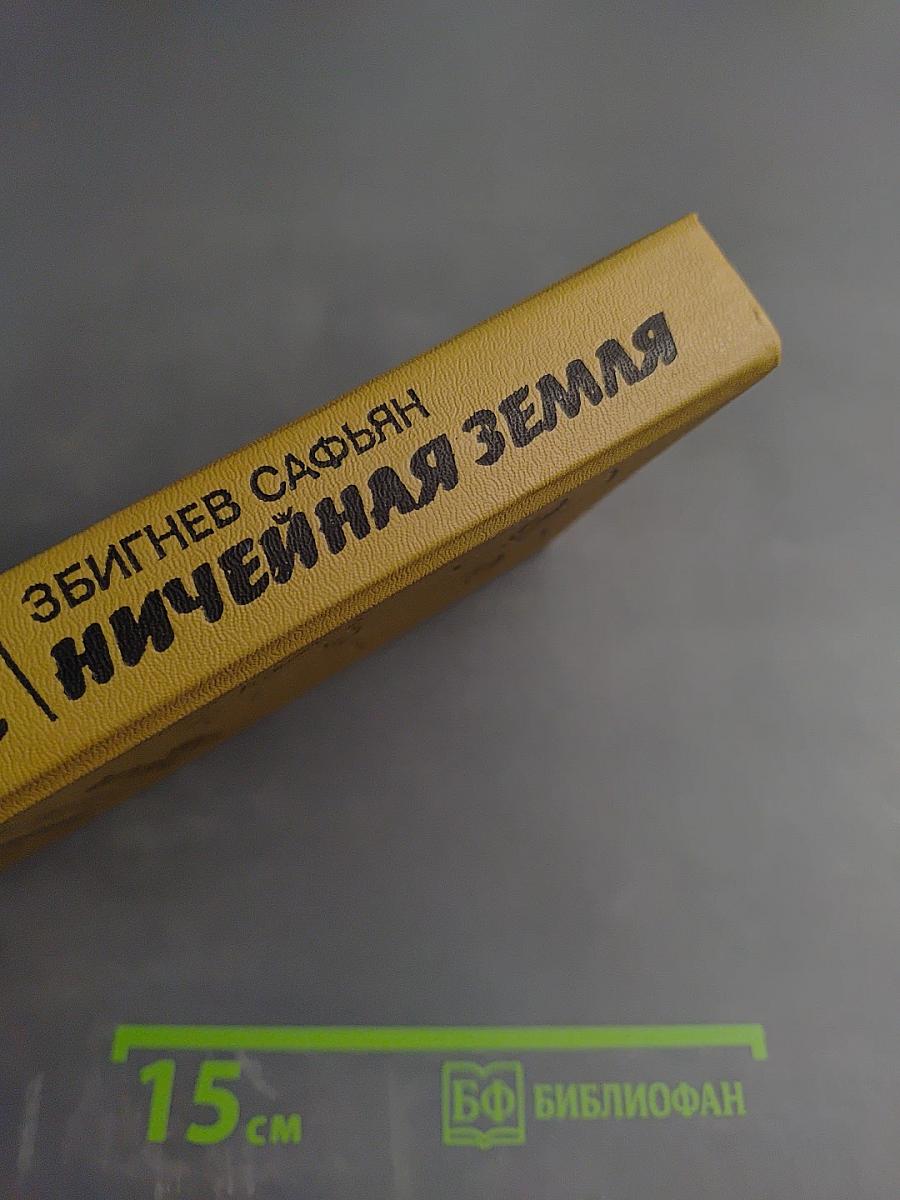 ЗБИГНЕВ САФЬЯН
НИЧЕЙНАЯ ЗЕМЛЯ
15 см
БФ БИБЛИОФАН